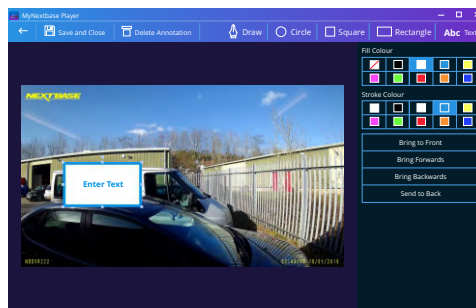 MyNextbase Player
Save and Close
Delete Annotation
Draw
Circle
Square
Rectangle
Abc Text
Fill Colour
Stroke Colour
Bring to Front
Bring Forwards
Bring Backwards
Send to Back
NEXTBASE
Enter Text